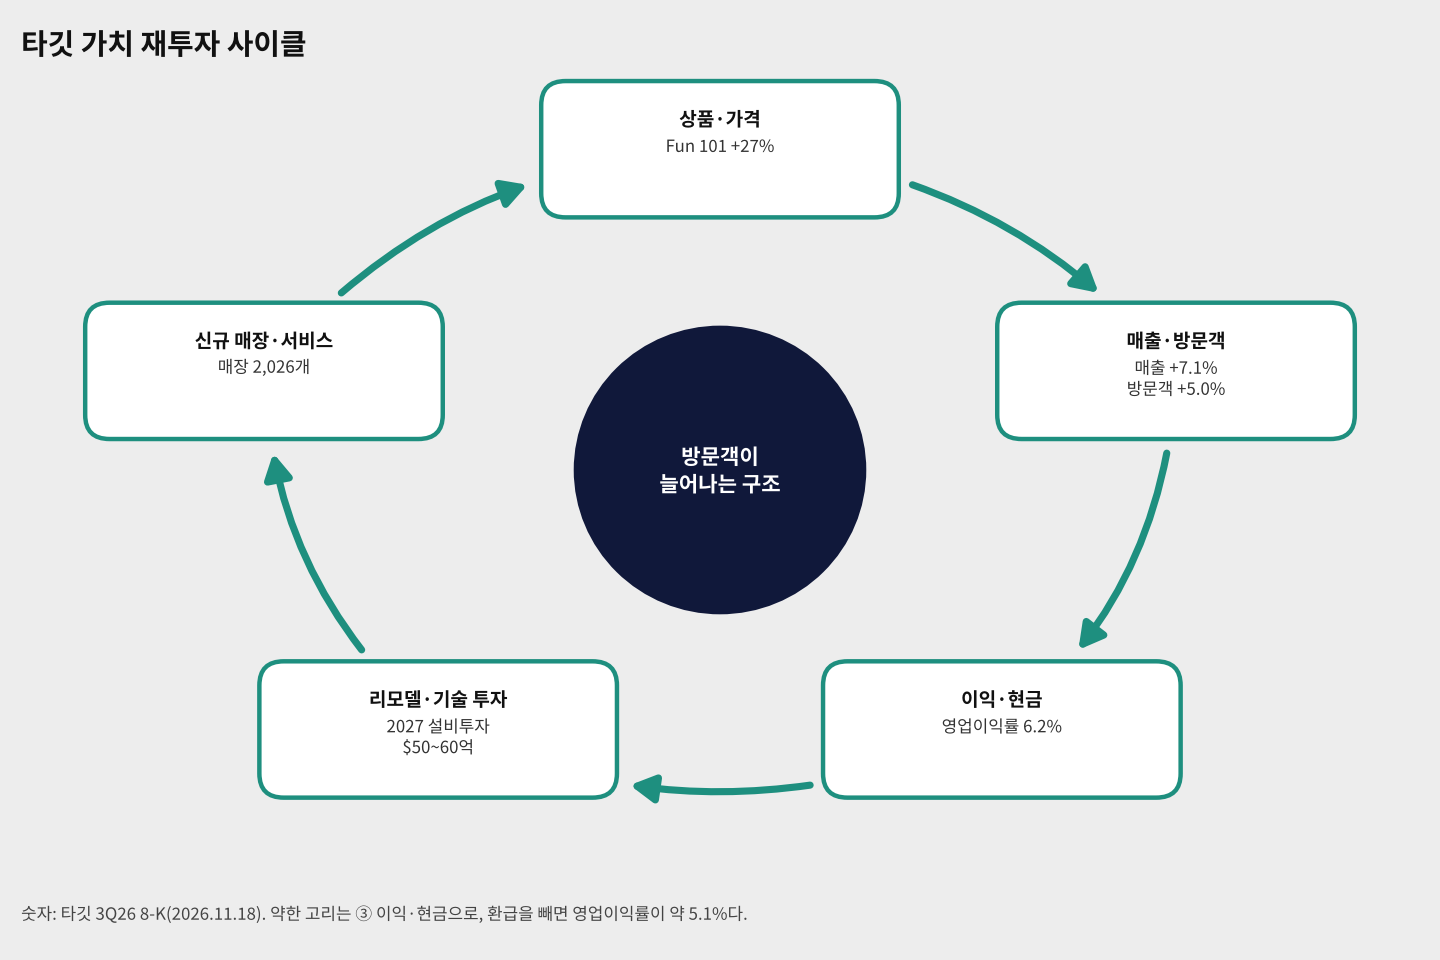 타깃 가치 재투자 사이클
상품·가격
Fun 101 +27%
매출·방문객
매출 +7.1%
방문객 +5.0%
이익·현금
영업이익률 6.2%
리모델·기술 투자
2027 설비투자
$50~60억
신규 매장·서비스
매장 2,026개
방문객이
늘어나는 구조
숫자: 타깃 3Q26 8-K(2026.11.18). 약한 고리는 ③ 이익·현금으로, 환급을 빼면 영업이익률이 약 5.1%다.